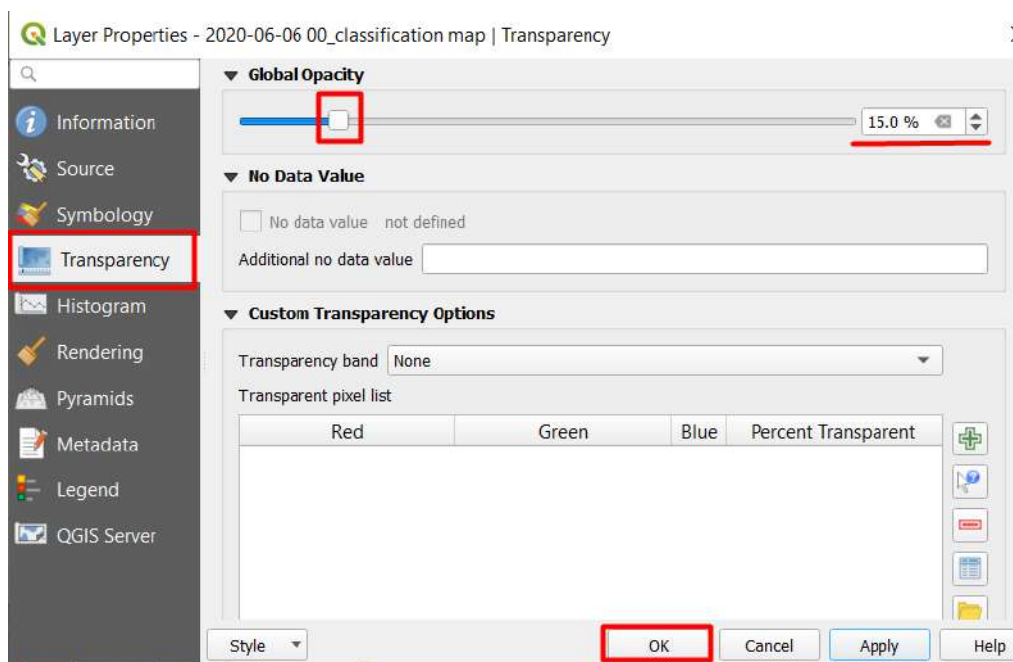 Layer Properties - 2020-06-06 00_classification map | Transparency
Information
Source
Symbology
Transparency
Histogram
Rendering
Pyramids
Metadata
Legend
QGIS Server
Global Opacity
15.0 %
No Data Value
No data value not defined
Additional no data value
Custom Transparency Options
Transparency band None
Transparent pixel list
Red Green Blue Percent Transparent
Style OK Cancel Apply Help